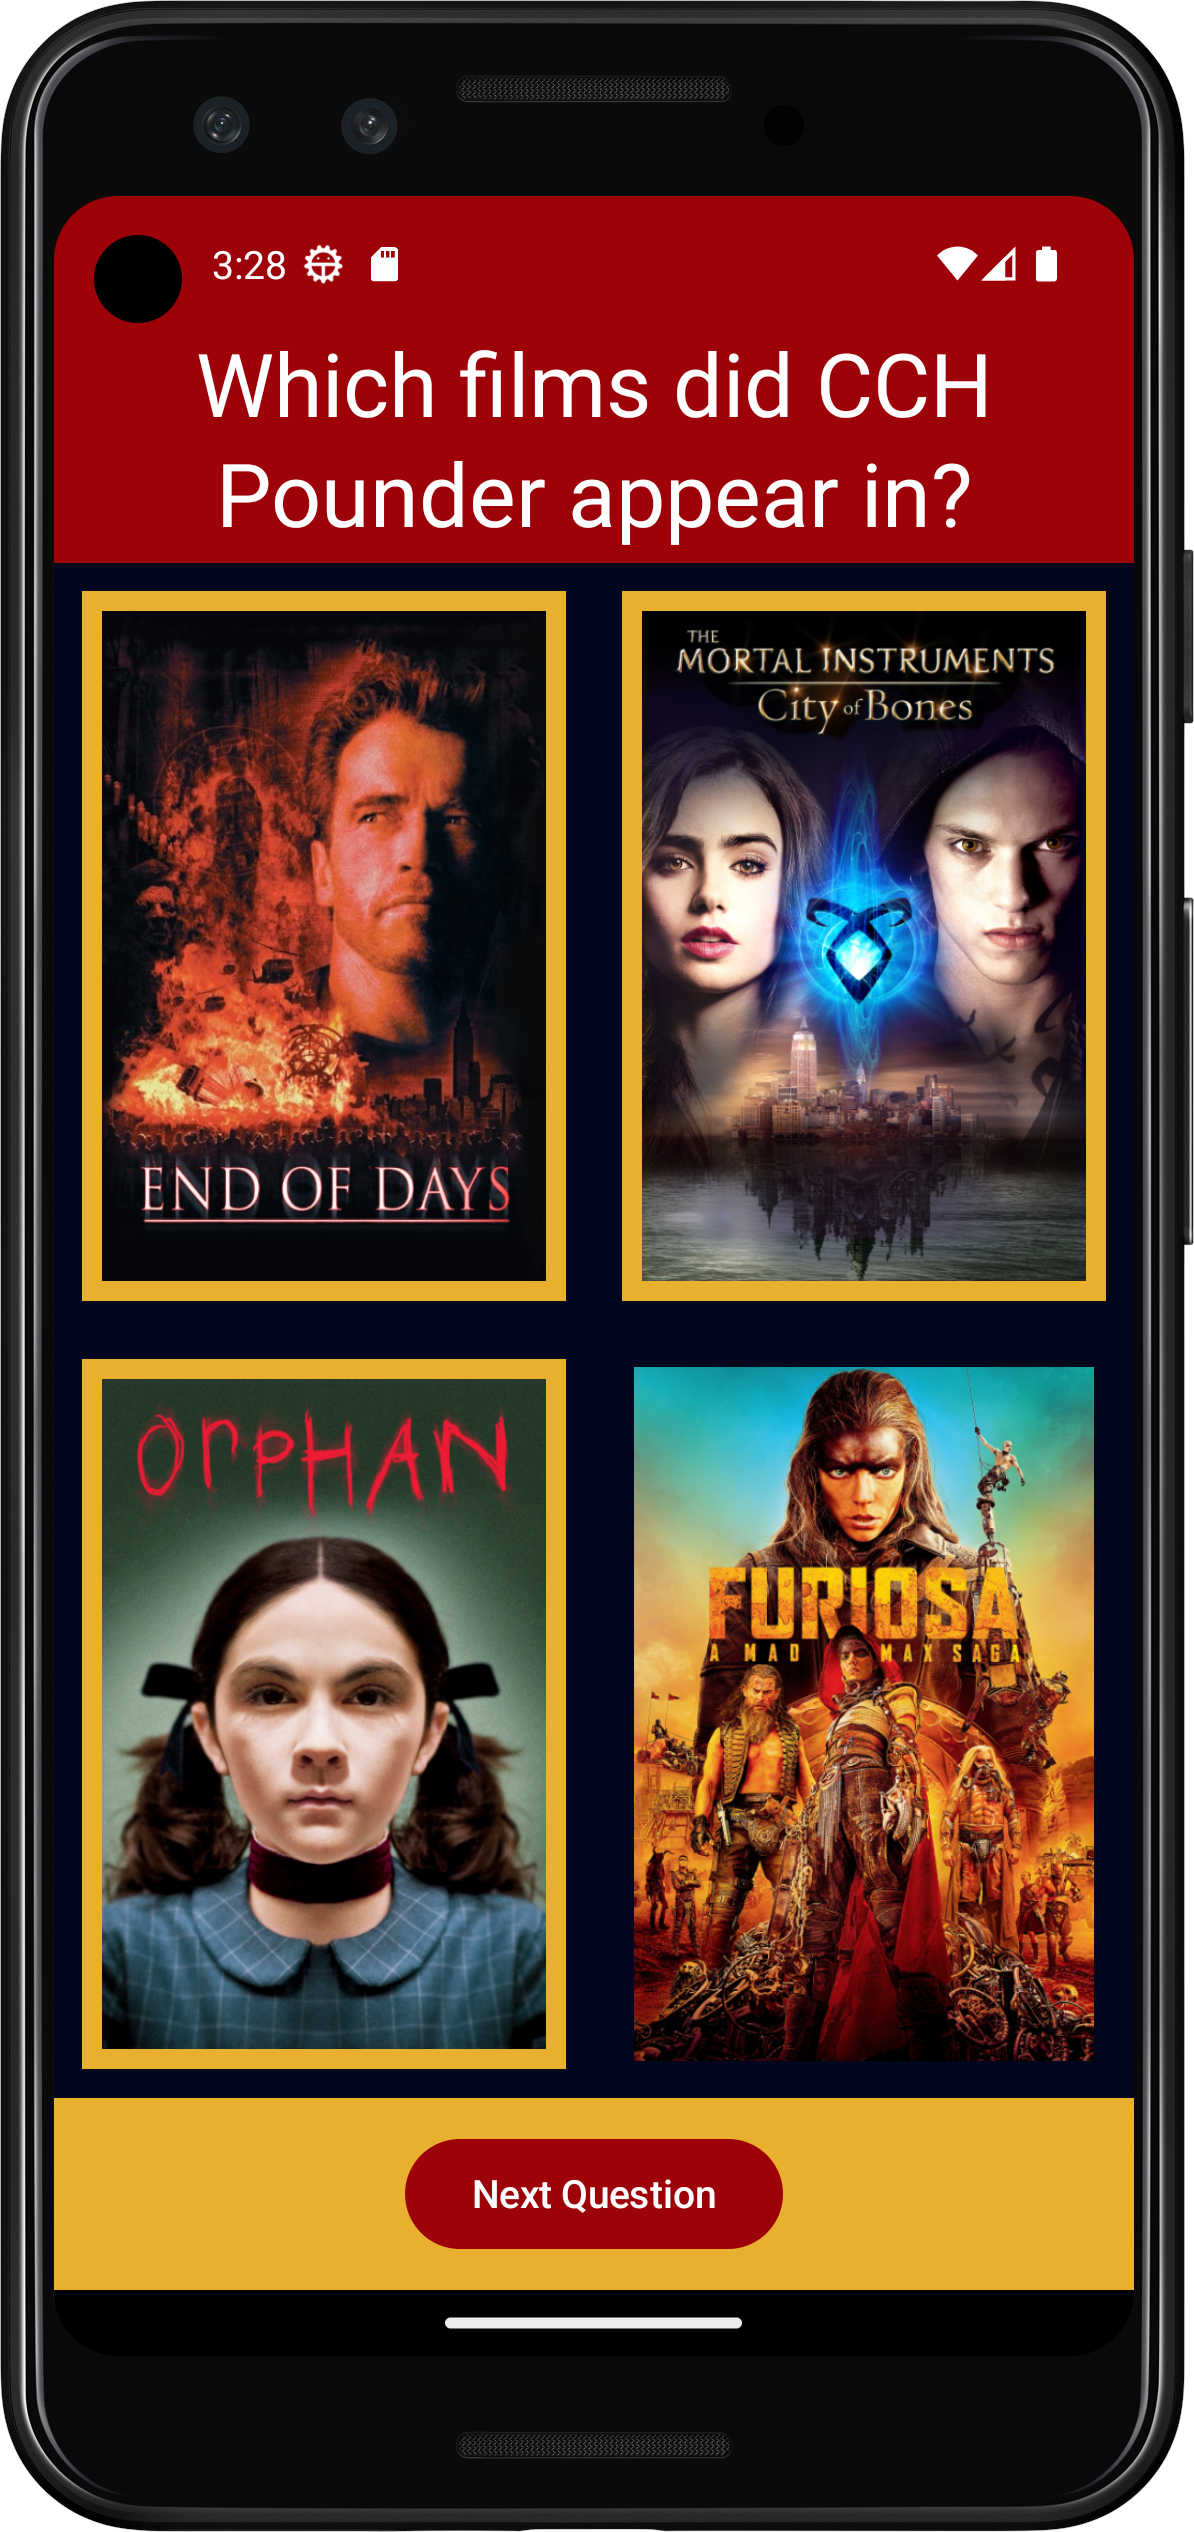 3:28
Which films did CCH
Pounder appear in?
END OF DAYS
THE
MORTAL INSTRUMENTS
City of Bones
ORPHAN
FURIOSA
A MAD MAX SAGA
Next Question